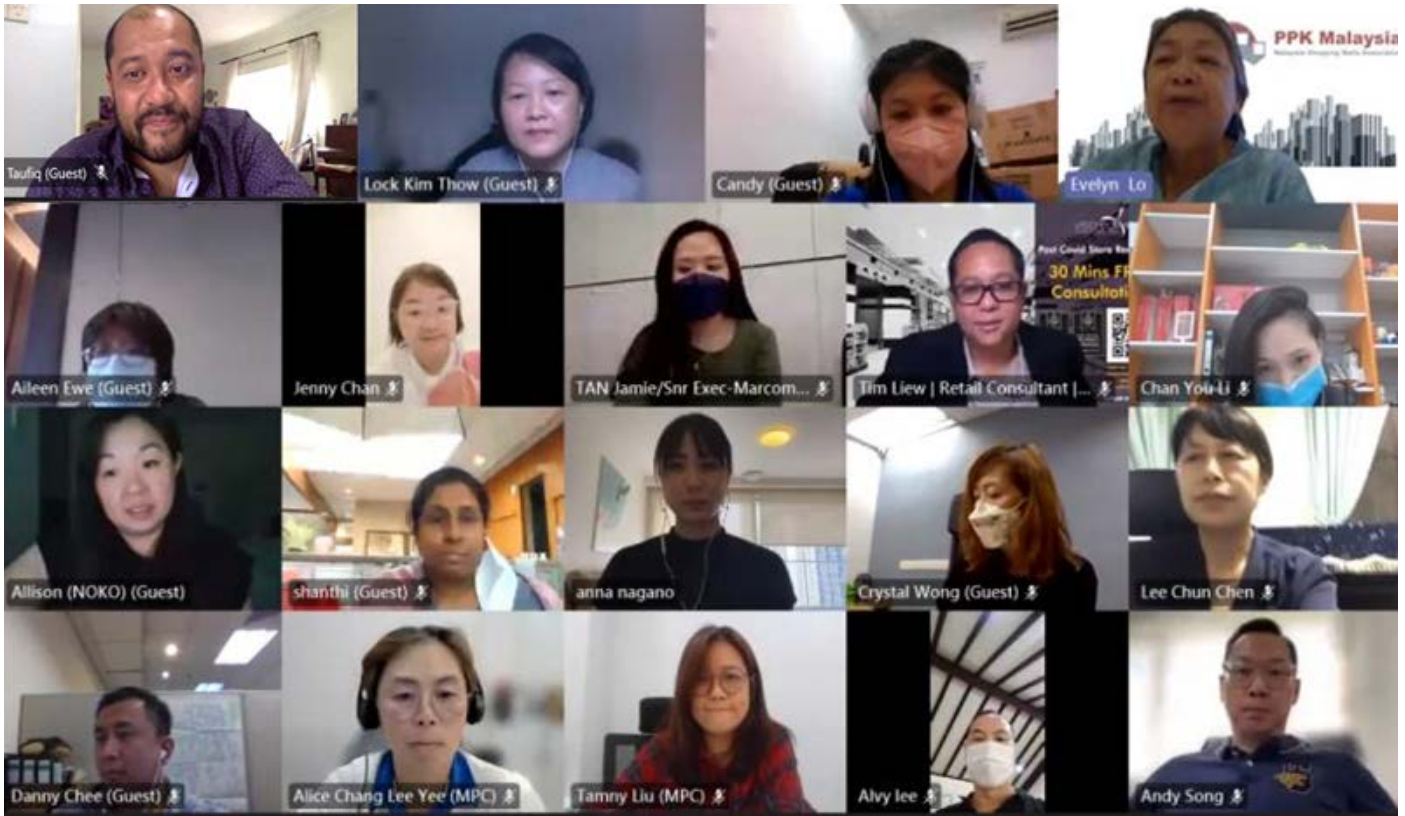 PPK Malaysia
Taufiq (Guest)
Lock Kim Thow (Guest)
Candy (Guest)
Evelyn Lo
Post Covid Store
30 Mins FR
Consultati
Aileen Ewe (Guest)
Jenny Chan
TAN Jamie/Snr Exec-Marcom...
Tim Liew | Retail Consultant |...
Chan You-Li
Allison (NOKO) (Guest)
shanthi (Guest)
anna nagano
Crystal Wong (Guest)
Lee Chun Chen
Danny Chee (Guest)
Alice Chang Lee Yee (MPC)
Tamny Liu (MPC)
Alvy lee
Andy Song